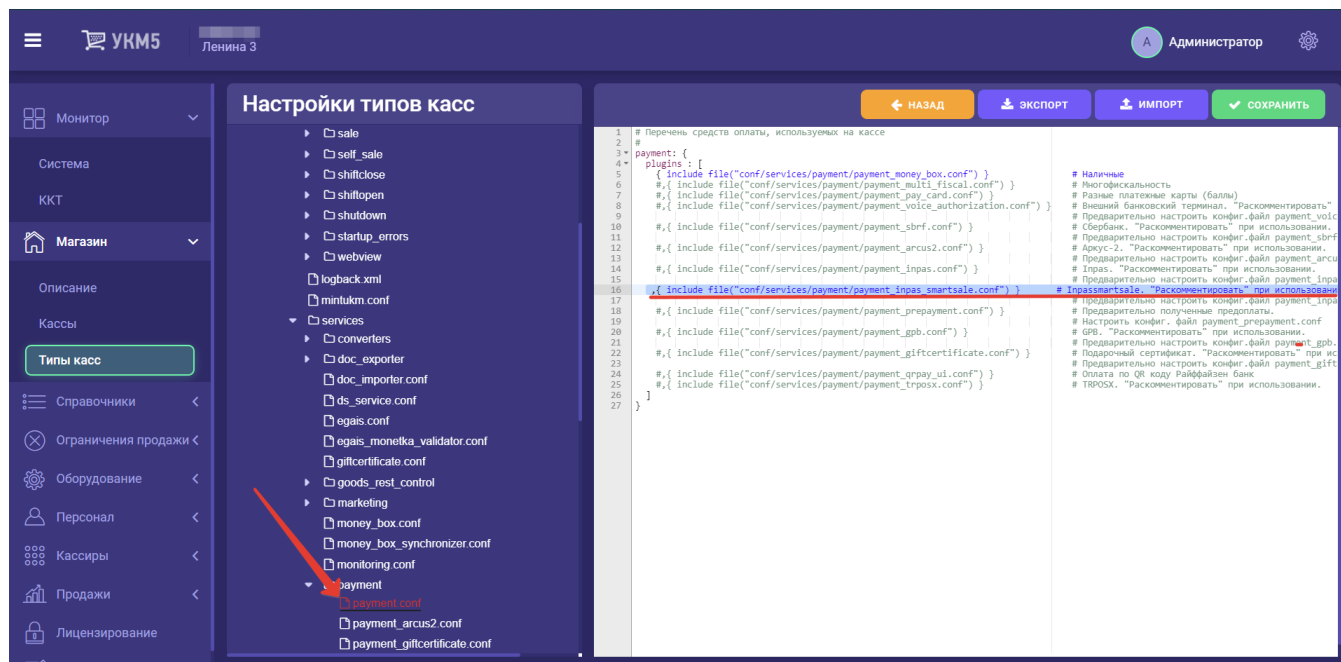 УКМ5
Ленина 3
А
Администратор
Монитор
Система
ККТ
Магазин
Описание
Кассы
Типы касс
Справочники
Ограничения продажи
Оборудование
Персонал
Кассиры
Продажи
Лицензирование
Настройки типов касс
sale
self_sale
shiftclose
shiftopen
shutdown
startup_errors
webview
logback.xml
mintukm.conf
services
converters
doc_exporter
doc_importer.conf
ds_service.conf
egais.conf
egais_monetka_validator.conf
giftcertificate.conf
goods_rest_control
marketing
money_box.conf
money_box_synchronizer.conf
monitoring.conf
payment
payment.conf
payment_arcus2.conf
payment_giftcertificate.conf
НАЗАД
ЭКСПОРТ
ИМПОРТ
СОХРАНИТЬ
1 # Перечень средств оплаты, используемых на кассе
2 #
3 payment: {
4 plugins : [
5 { include file("conf/services/payment/payment_money_box.conf") } # Наличные
6 #,{ include file("conf/services/payment/payment_multi_fiscal.conf") } # Многофискальность
7 #,{ include file("conf/services/payment/payment_pay_card.conf") } # Разные платежные карты (баллы)
8 #,{ include file("conf/services/payment/payment_voice_authorization.conf") } # Внешний банковский терминал. "Раскомментировать"
9 # Предварительно настроить конфиг.файл payment_voic
10 #,{ include file("conf/services/payment/payment_sbrf.conf") } # Сбербанк. "Раскомментировать" при использовании.
11 # Предварительно настроить конфиг.файл payment_sbrf
12 #,{ include file("conf/services/payment/payment_arcus2.conf") } # Аркус-2. "Раскомментировать" при использовании.
13 # Предварительно настроить конфиг.файл payment_arcu
14 #,{ include file("conf/services/payment/payment_inpas.conf") } # Inpas. "Раскомментировать" при использовании.
15 # Предварительно настроить конфиг.файл payment_inpa
16 ,{ include file("conf/services/payment/payment_inpas_smartsale.conf") } # Inpassmartsale. "Раскомментировать" при использовани
17 # Предварительно настроить конфиг.файл payment_inpa
18 #,{ include file("conf/services/payment/payment_prepayment.conf") } # Предварительно полученные предоплаты.
19 # Настроить конфиг. файл payment_prepayment.conf
20 #,{ include file("conf/services/payment/payment_gpb.conf") } # GPB. "Раскомментировать" при использовании.
21 # Предварительно настроить конфиг.файл payment_gpb.
22 #,{ include file("conf/services/payment/payment_giftcertificate.conf") } # Подарочный сертификат. "Раскомментировать" при ис
23 # Предварительно настроить конфиг.файл payment_gift
24 #,{ include file("conf/services/payment/payment_qrpay_ui.conf") } # Оплата по QR коду Райффайзен банк
25 #,{ include file("conf/services/payment/payment_trposx.conf") } # TRPOSX. "Раскомментировать" при использовании.
26 ]
27 }